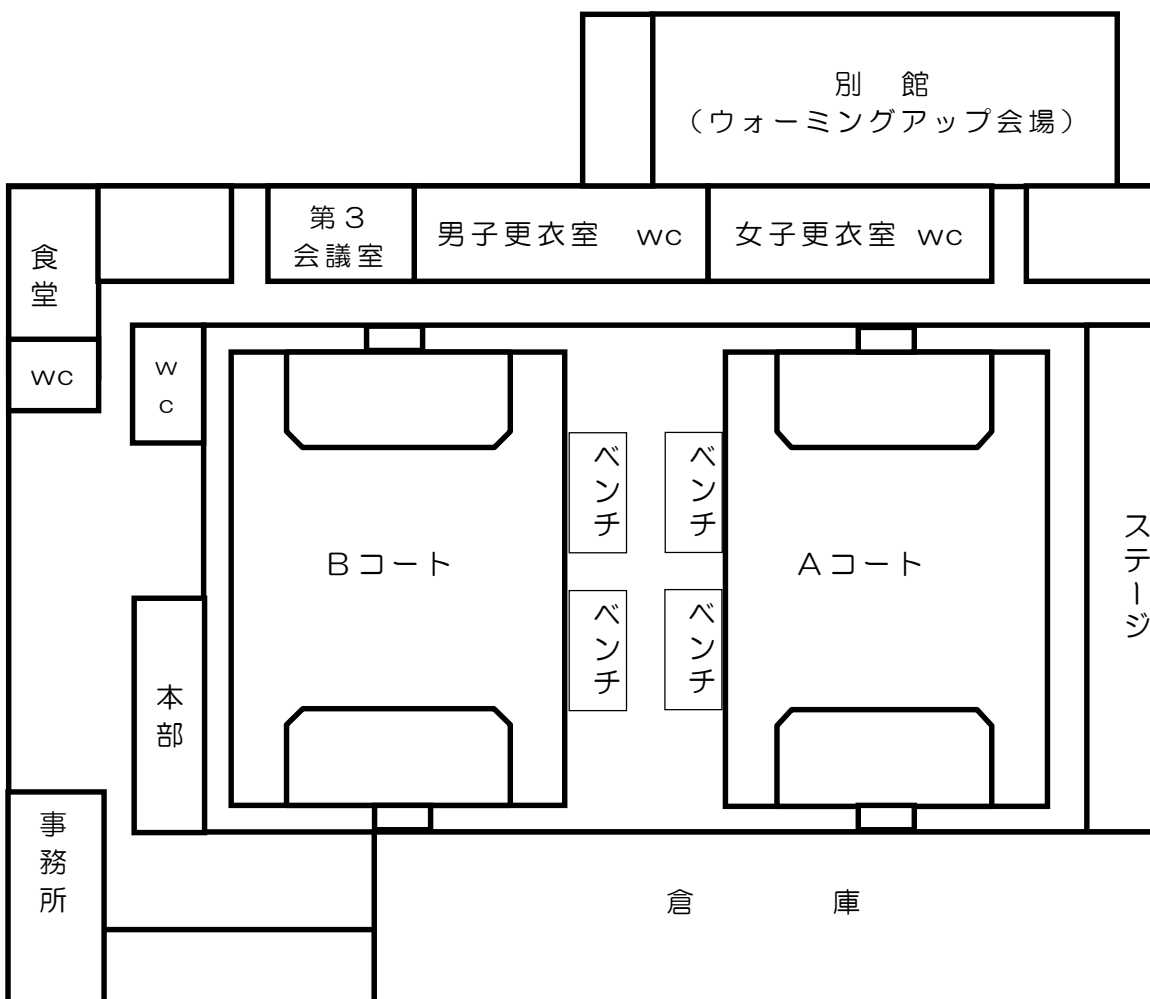 別　館
（ウォーミングアップ会場）
食堂
第３
会議室
男子更衣室　WC
女子更衣室　WC
WC
WC
ベンチ
ベンチ
Bコート
Aコート
ステージ
ベンチ
ベンチ
本部
事務所
倉　　庫